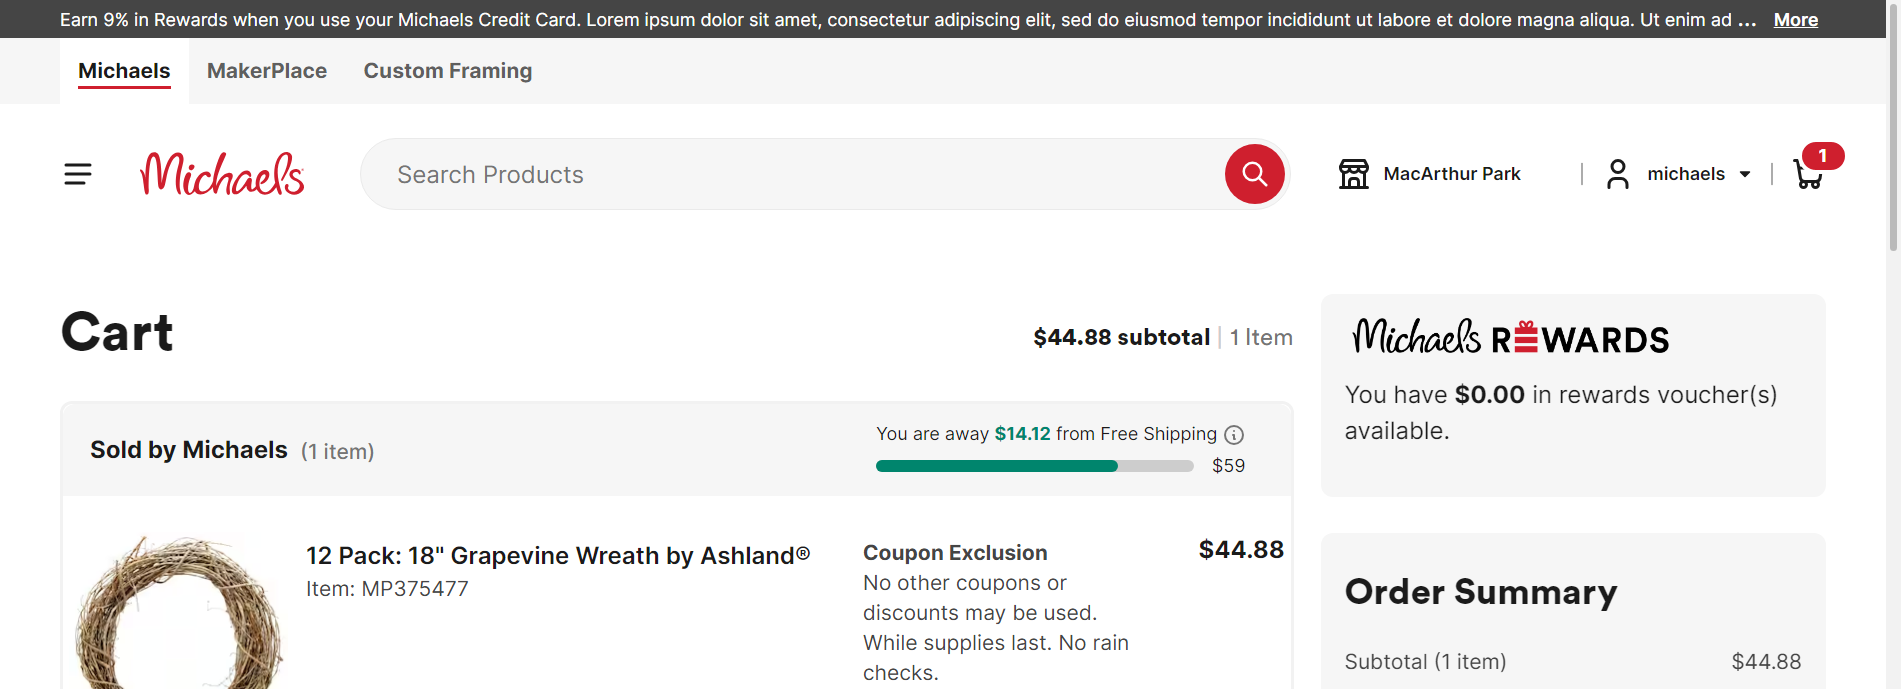 Earn 9% in Rewards when you use your Michaels Credit Card. Lorem ipsum dolor sit amet, consectetur adipiscing elit, sed do eiusmod tempor incididunt ut labore et dolore magna aliqua. Ut enim ad ... More
Michaels MakerPlace Custom Framing
Michaels Search Products MacArthur Park michaels 1
Cart
$44.88 subtotal | 1 Item
Sold by Michaels (1 item)
You are away $14.12 from Free Shipping
$59
12 Pack: 18" Grapevine Wreath by Ashland®
Item: MP375477
Coupon Exclusion
No other coupons or
discounts may be used.
While supplies last. No rain
checks.
$44.88
Michaels REWARDS
You have $0.00 in rewards voucher(s)
available.
Order Summary
Subtotal (1 item) $44.88